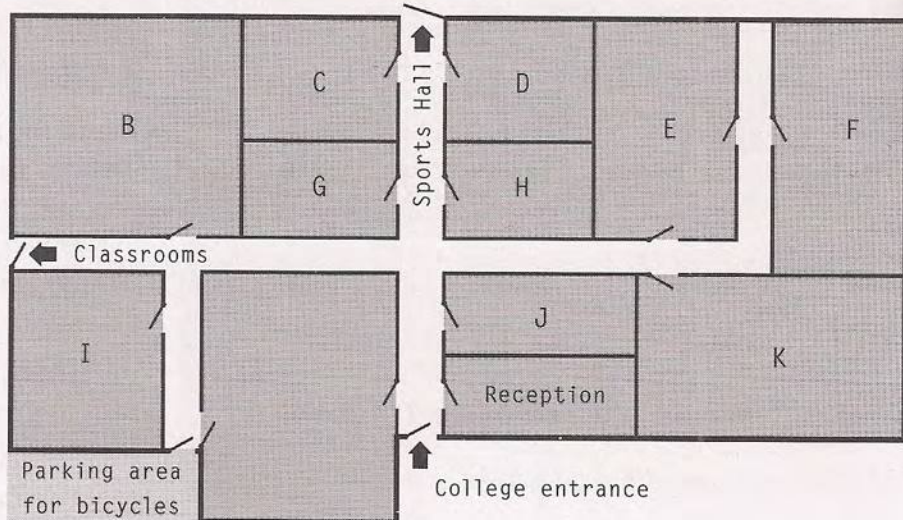 C
D
B
E
F
G
H
Sports Hall
Classrooms
J
I
K
Reception
Parking area
for bicycles
College entrance